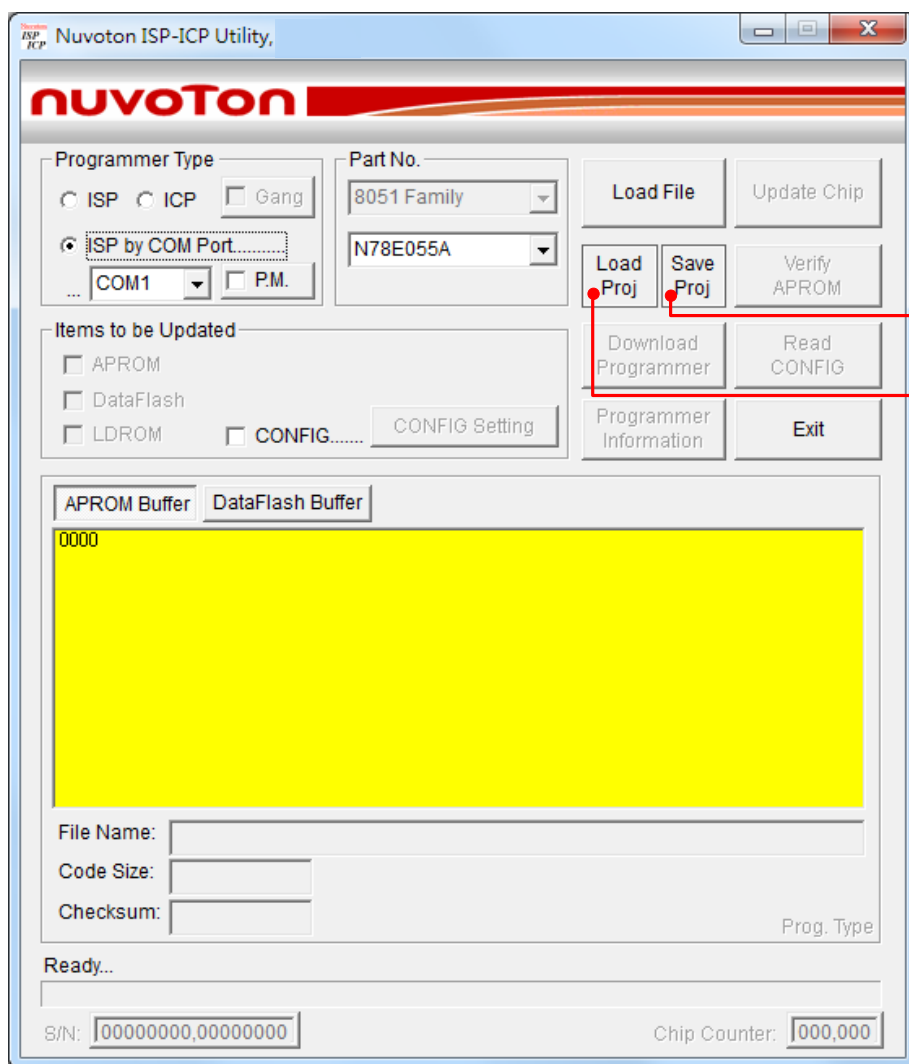 Nuvoton ISP-ICP Utility,
nuvoTon
Programmer Type
ISP ICP Gang
ISP by COM Port...........
... COM1 P.M.
Part No.
8051 Family
N78E055A
Load File
Update Chip
Load Proj
Save Proj
Verify APROM
Download Programmer
Read CONFIG
Programmer Information
Exit
Items to be Updated
APROM
DataFlash
LDROM CONFIG....... CONFIG Setting
APROM Buffer DataFlash Buffer
0000
File Name:
Code Size:
Checksum:
Prog. Type
Ready...
S/N: 00000000,00000000 Chip Counter: 000,000